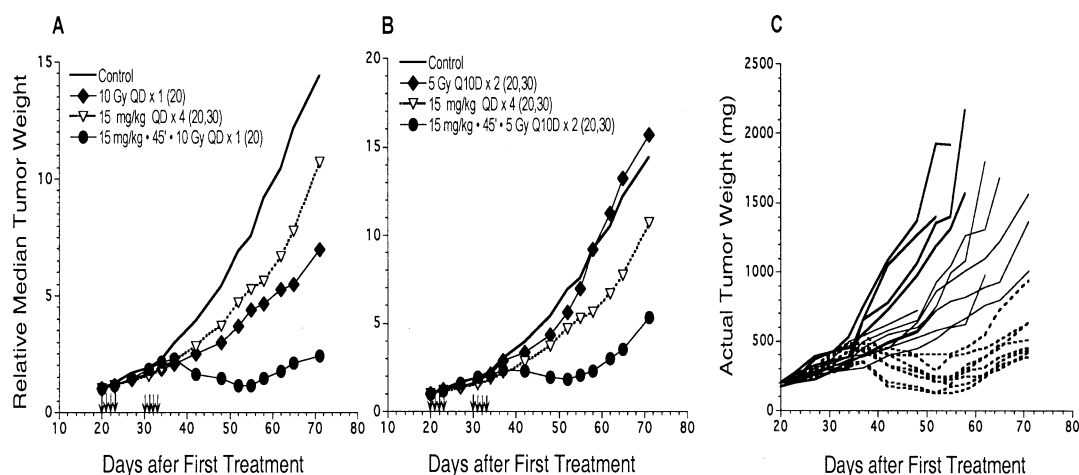 A
Relative Median Tumor Weight
15
10
5
0
Control
10 Gy QD x 1 (20)
15 mg/kg QD x 4 (20,30)
15 mg/kg • 45' • 10 Gy QD x 1 (20)
10 20 30 40 50 60 70 80
Days afer First Treatment
B
20
15
10
5
0
Control
5 Gy Q10D x 2 (20,30)
15 mg/kg QD x 4 (20,30)
15 mg/kg • 45' • 5 Gy Q10D x 2 (20,30)
10 20 30 40 50 60 70 80
Days after First Treatment
C
Actual Tumor Weight (mg)
2500
2000
1500
1000
500
0
20 30 40 50 60 70 80
Days after First Treatment